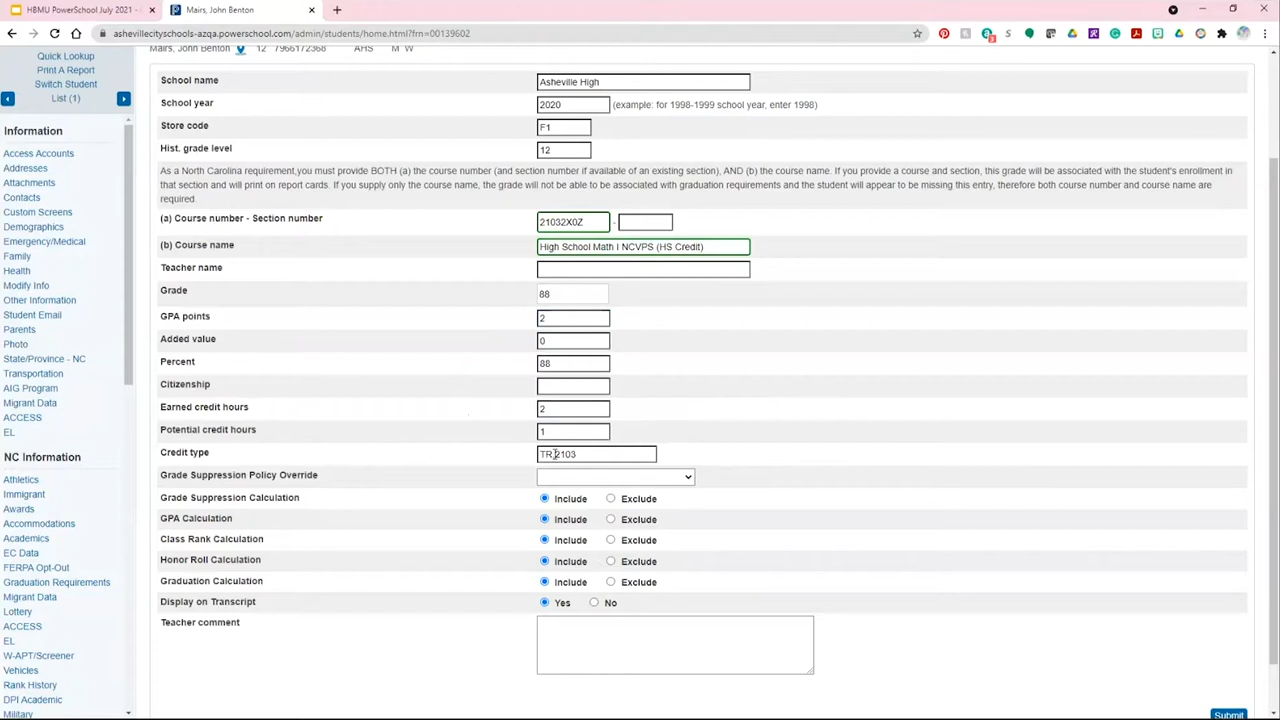 HBMU PowerSchool July 2021 -
Mairs, John Benton
ashevillecityschools-azqa.powerschool.com/admin/students/home.html?frn=00139602
Mairs, John Benton 12 7966172368 AHS M W
Quick Lookup
Print A Report
Switch Student
List (1)
Information
Access Accounts
Addresses
Attachments
Contacts
Custom Screens
Demographics
Emergency/Medical
Family
Health
Modify Info
Other Information
Student Email
Parents
Photo
State/Province - NC
Transportation
AIG Program
Migrant Data
ACCESS
EL
NC Information
Athletics
Immigrant
Awards
Accommodations
Academics
EC Data
FERPA Opt-Out
Graduation Requirements
Migrant Data
Lottery
ACCESS
EL
W-APT/Screener
Vehicles
Rank History
DPI Academic
Military
School name Asheville High
School year 2020 (example: for 1998-1999 school year, enter 1998)
Store code F1
Hist. grade level 12
As a North Carolina requirement,you must provide BOTH (a) the course number (and section number if available of an existing section), AND (b) the course name. If you provide a course and section, this grade will be associated with the student's enrollment in
that section and will print on report cards. If you supply only the course name, the grade will not be able to be associated with graduation requirements and the student will appear to be missing this entry, therefore both course number and course name are
required.
(a) Course number - Section number 21032X0Z -
(b) Course name High School Math I NCVPS (HS Credit)
Teacher name
Grade 88
GPA points 2
Added value 0
Percent 88
Citizenship
Earned credit hours 2
Potential credit hours 1
Credit type TR,2103
Grade Suppression Policy Override
Grade Suppression Calculation Include Exclude
GPA Calculation Include Exclude
Class Rank Calculation Include Exclude
Honor Roll Calculation Include Exclude
Graduation Calculation Include Exclude
Display on Transcript Yes No
Teacher comment
Submit